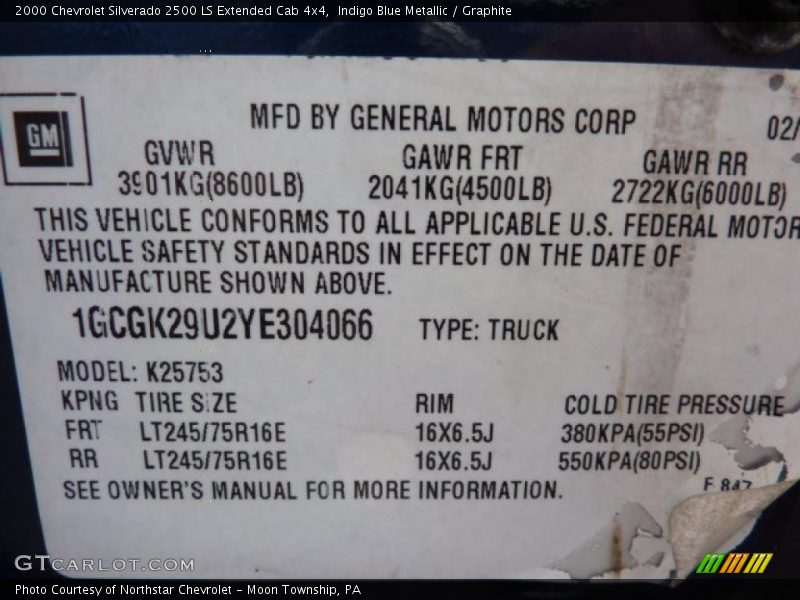 2000 Chevrolet Silverado 2500 LS Extended Cab 4x4, Indigo Blue Metallic / Graphite
GM
MFD BY GENERAL MOTORS CORP 02/
GVWR GAWR FRT GAWR RR
3901KG(8600LB) 2041KG(4500LB) 2722KG(6000LB)
THIS VEHICLE CONFORMS TO ALL APPLICABLE U.S. FEDERAL MOTOR
VEHICLE SAFETY STANDARDS IN EFFECT ON THE DATE OF
MANUFACTURE SHOWN ABOVE.
1GCGK29U2YE304066 TYPE: TRUCK
MODEL: K25753
KPNG TIRE SIZE RIM COLD TIRE PRESSURE
FRT LT245/75R16E 16X6.5J 380KPA(55PSI)
RR LT245/75R16E 16X6.5J 550KPA(80PSI)
SEE OWNER'S MANUAL FOR MORE INFORMATION.
GTCARLOT.COM
Photo Courtesy of Northstar Chevrolet - Moon Township, PA